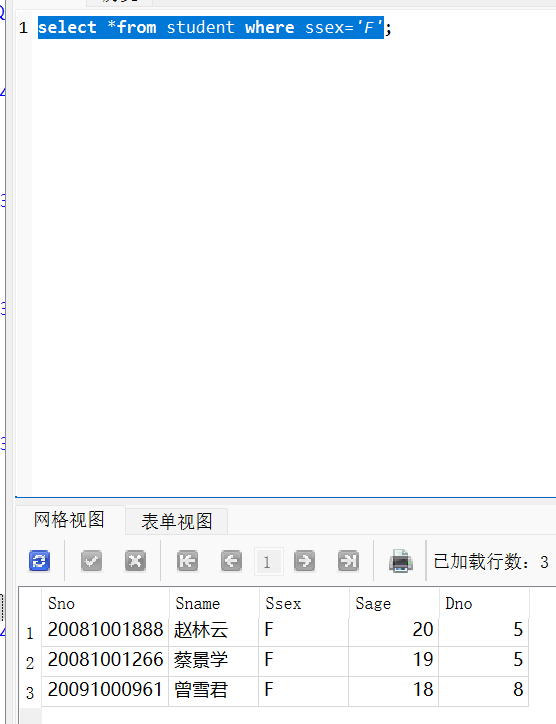 1 select *from student where ssex='F';
网格视图 表单视图
1 已加载行数: 3
Sno Sname Ssex Sage Dno
1 20081001888 赵林云 F 20 5
2 20081001266 蔡景学 F 19 5
3 20091000961 曾雪君 F 18 8